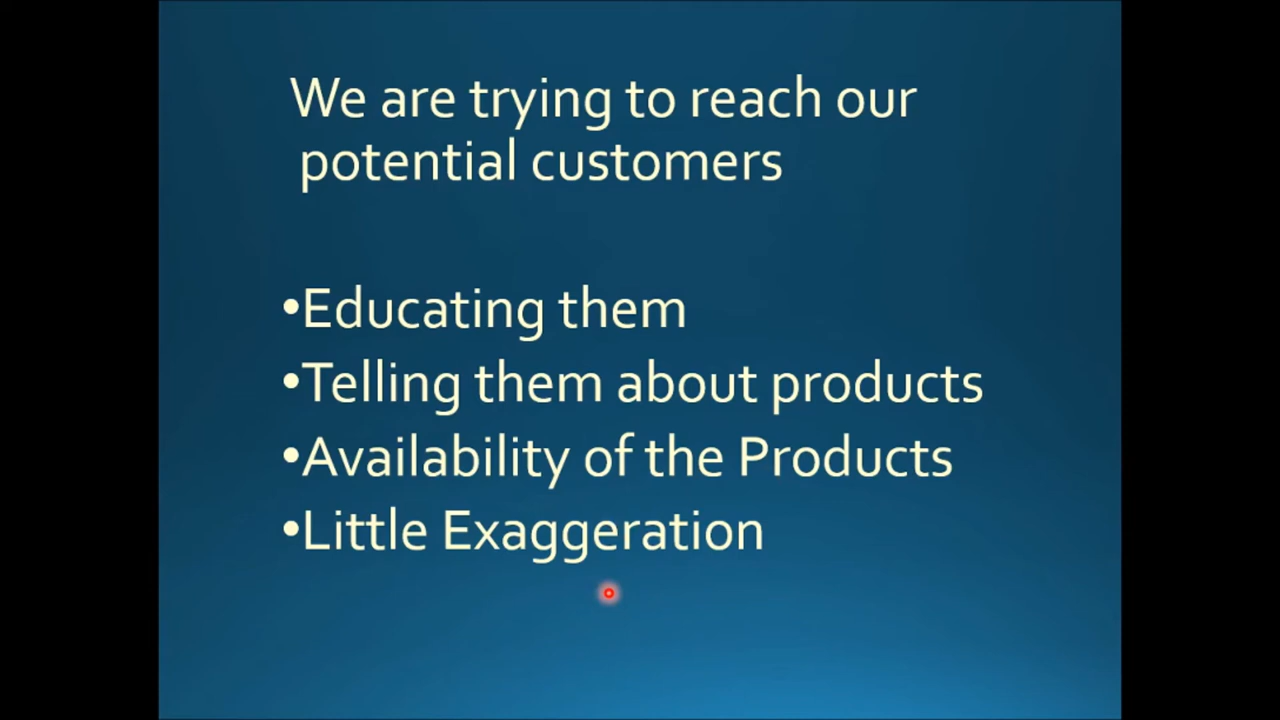 We are trying to reach our
potential customers
•Educating them
•Telling them about products
•Availability of the Products
•Little Exaggeration